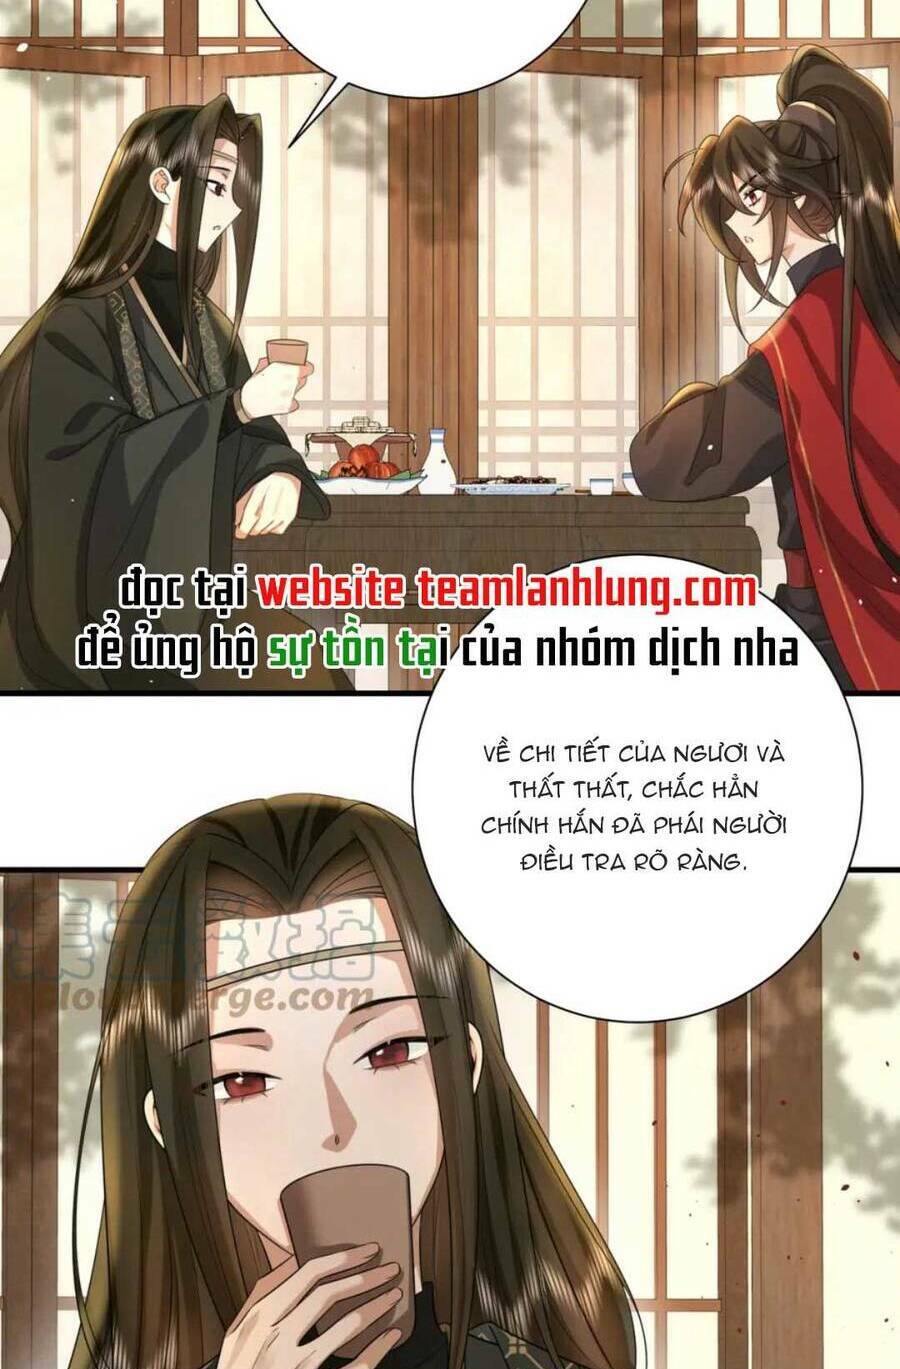 đọc tại website teamlanhlung.com
để ủng hộ sự tồn tại của nhóm dịch nha
VỀ CHI TIẾT CỦA NGƯƠI VÀ
THẤT THẤT, CHẮC HẲN
CHÍNH HẮN ĐÃ PHÁI NGƯỜI
ĐIỀU TRA RÕ RÀNG.